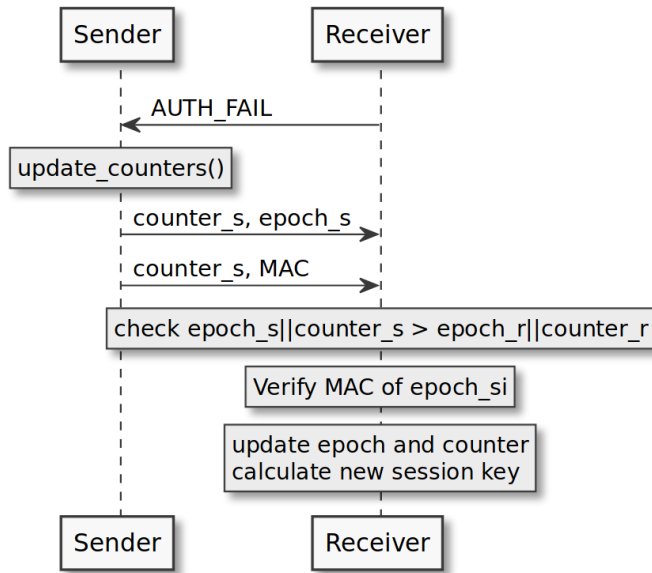 Sender
Receiver
AUTH_FAIL
update_counters()
counter_s, epoch_s
counter_s, MAC
check epoch_s||counter_s > epoch_r||counter_r
Verify MAC of epoch_si
update epoch and counter
calculate new session key
Sender
Receiver